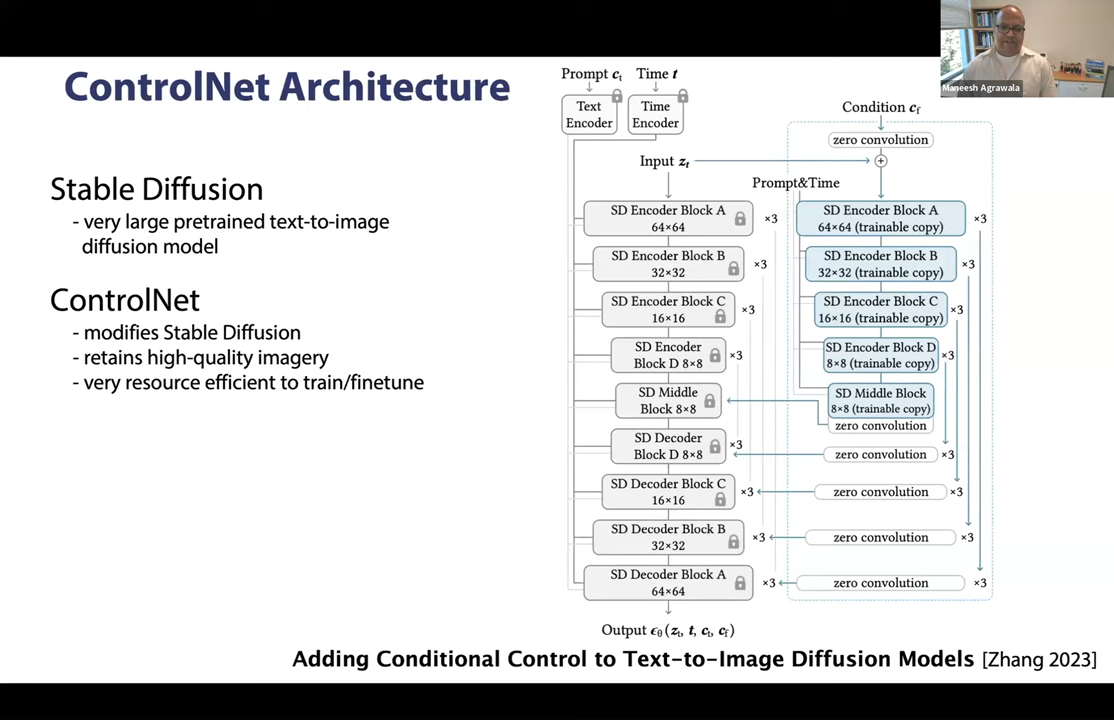 ControlNet Architecture
Stable Diffusion
- very large pretrained text-to-image
diffusion model
ControlNet
- modifies Stable Diffusion
- retains high-quality imagery
- very resource efficient to train/finetune
Prompt cₜ
Time t
Text
Encoder
Time
Encoder
Input zₜ
SD Encoder Block A
64×64
×3
SD Encoder Block B
32×32
×3
SD Encoder Block C
16×16
×3
SD Encoder
Block D 8×8
×3
SD Middle
Block 8×8
SD Decoder
Block D 8×8
×3
SD Decoder Block C
16×16
×3
SD Decoder Block B
32×32
×3
SD Decoder Block A
64×64
×3
Output ϵθ(zₜ, t, cₜ, c_f)
Maneesh Agrawala
Condition c_f
zero convolution
+
Prompt&Time
SD Encoder Block A
64×64 (trainable copy)
×3
SD Encoder Block B
32×32 (trainable copy)
×3
SD Encoder Block C
16×16 (trainable copy)
×3
SD Encoder Block D
8×8 (trainable copy)
×3
SD Middle Block
8×8 (trainable copy)
zero convolution
zero convolution
×3
zero convolution
×3
zero convolution
×3
zero convolution
×3
Adding Conditional Control to Text-to-Image Diffusion Models [Zhang 2023]